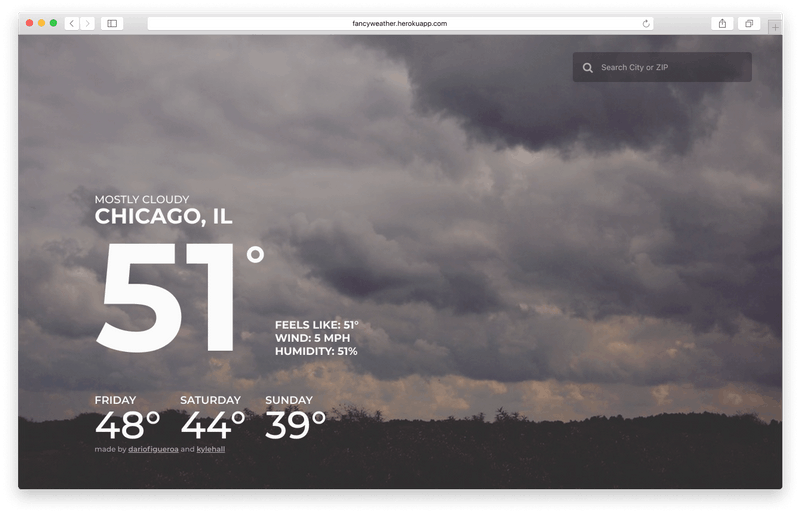 fancyweather.herokuapp.com
Search City or ZIP
MOSTLY CLOUDY
CHICAGO, IL
51°
FEELS LIKE: 51°
WIND: 5 MPH
HUMIDITY: 51%
FRIDAY SATURDAY SUNDAY
48° 44° 39°
made by dariofigueroa and kylehall